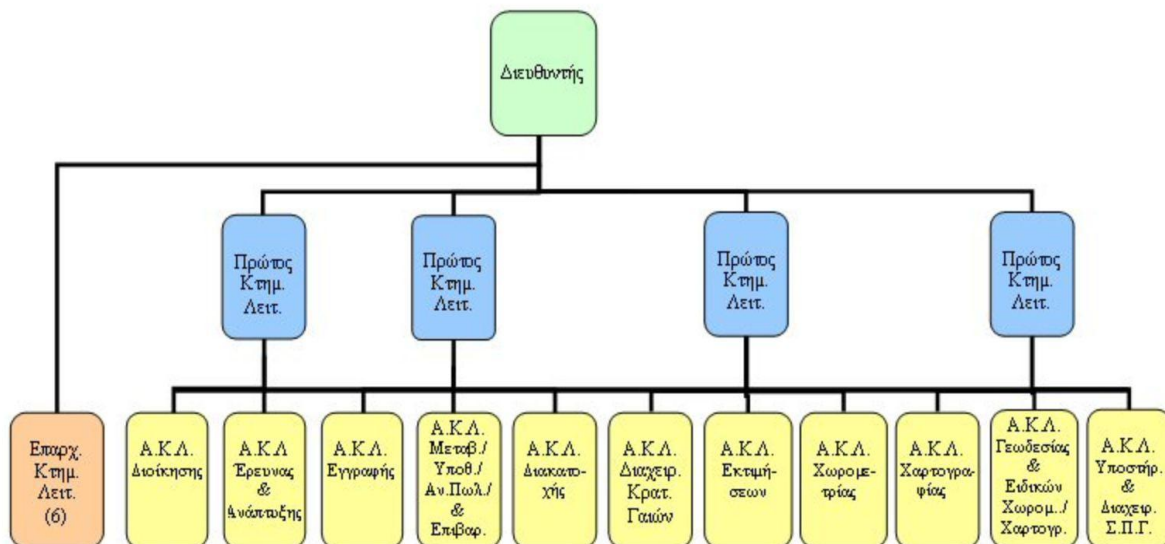 Διευθυντής
Πρώτος
Κτημ.
Λειτ.
Πρώτος
Κτημ.
Λειτ.
Πρώτος
Κτημ.
Λειτ.
Πρώτος
Κτημ.
Λειτ.
Επαρχ.
Κτημ.
Λειτ.
(6)
Α.Κ.Λ.
Διοίκησης
Α.Κ.Λ
Έρευνας
&
Ανάπτυξης
Α.Κ.Λ.
Εγγραφής
Α.Κ.Λ.
Μεταβ./
Υποθ./
Αν.Πωλ./
&
Επιβαρ.
Α.Κ.Λ.
Διακατο-
χής
Α.Κ.Λ.
Διαχειρ.
Κρατ.
Γαιών
Α.Κ.Λ.
Εκτιμή-
σεων
Α.Κ.Λ.
Χωρομε-
τρίας
Α.Κ.Λ.
Χαρτογρα-
φίας
Α.Κ.Λ.
Γεωδεσίας
&
Ειδικών
Χωρομ../
Χαρτογρ.
Α.Κ.Λ.
Υποστήρ.
&
Διαχειρ.
Σ.Π.Γ.